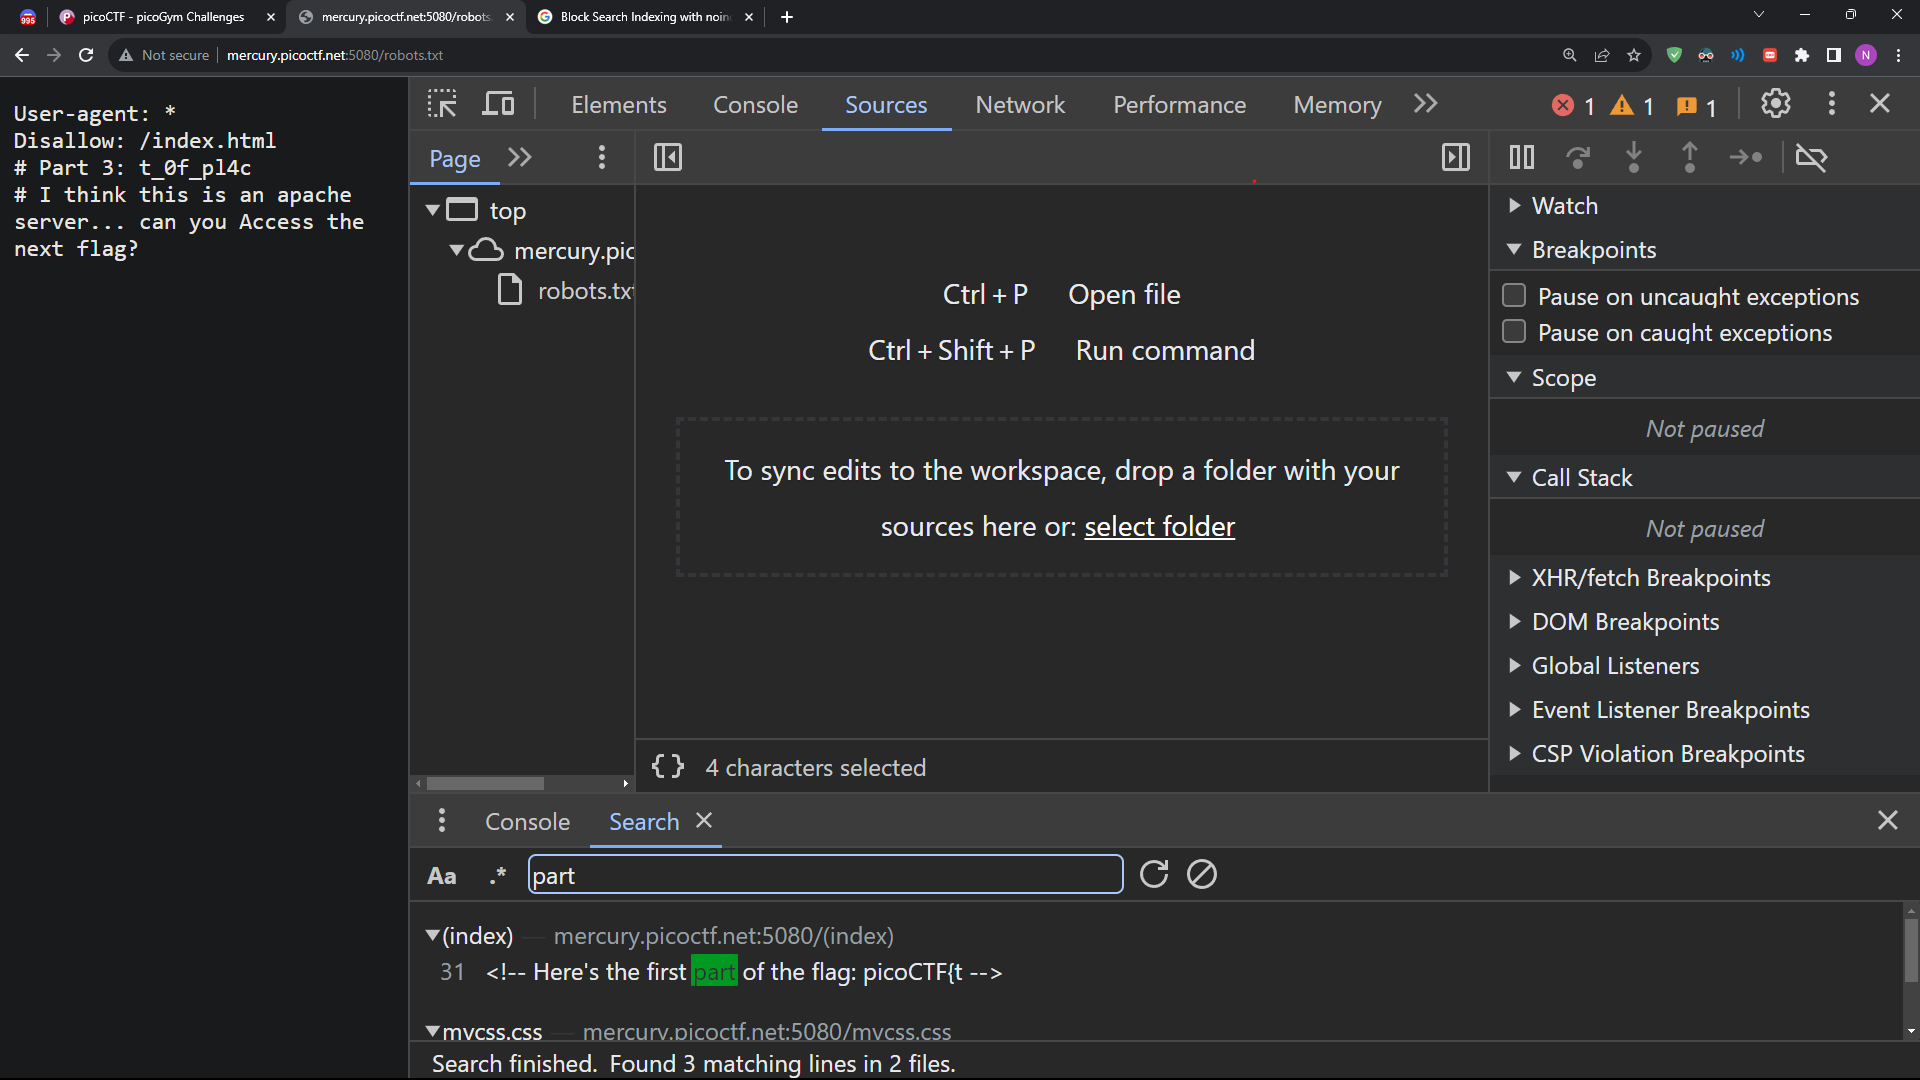 995
picoCTF - picoGym Challenges
mercury.picoctf.net:5080/robots.
Block Search Indexing with noin
Not secure
mercury.picoctf.net:5080/robots.txt
N
User-agent: *
Disallow: /index.html
# Part 3: t_0f_pl4c
# I think this is an apache
server... can you Access the
next flag?
Elements
Console
Sources
Network
Performance
Memory
1
1
1
Page
top
mercury.pic
robots.txt
Ctrl + P Open file
Ctrl + Shift + P Run command
To sync edits to the workspace, drop a folder with your
sources here or: select folder
{ } 4 characters selected
Watch
Breakpoints
Pause on uncaught exceptions
Pause on caught exceptions
Scope
Not paused
Call Stack
Not paused
XHR/fetch Breakpoints
DOM Breakpoints
Global Listeners
Event Listener Breakpoints
CSP Violation Breakpoints
Console
Search
Aa .* part
(index) — mercury.picoctf.net:5080/(index)
31 <!-- Here's the first part of the flag: picoCTF{t -->
mycss.css — mercury.picoctf.net:5080/mycss.css
Search finished. Found 3 matching lines in 2 files.